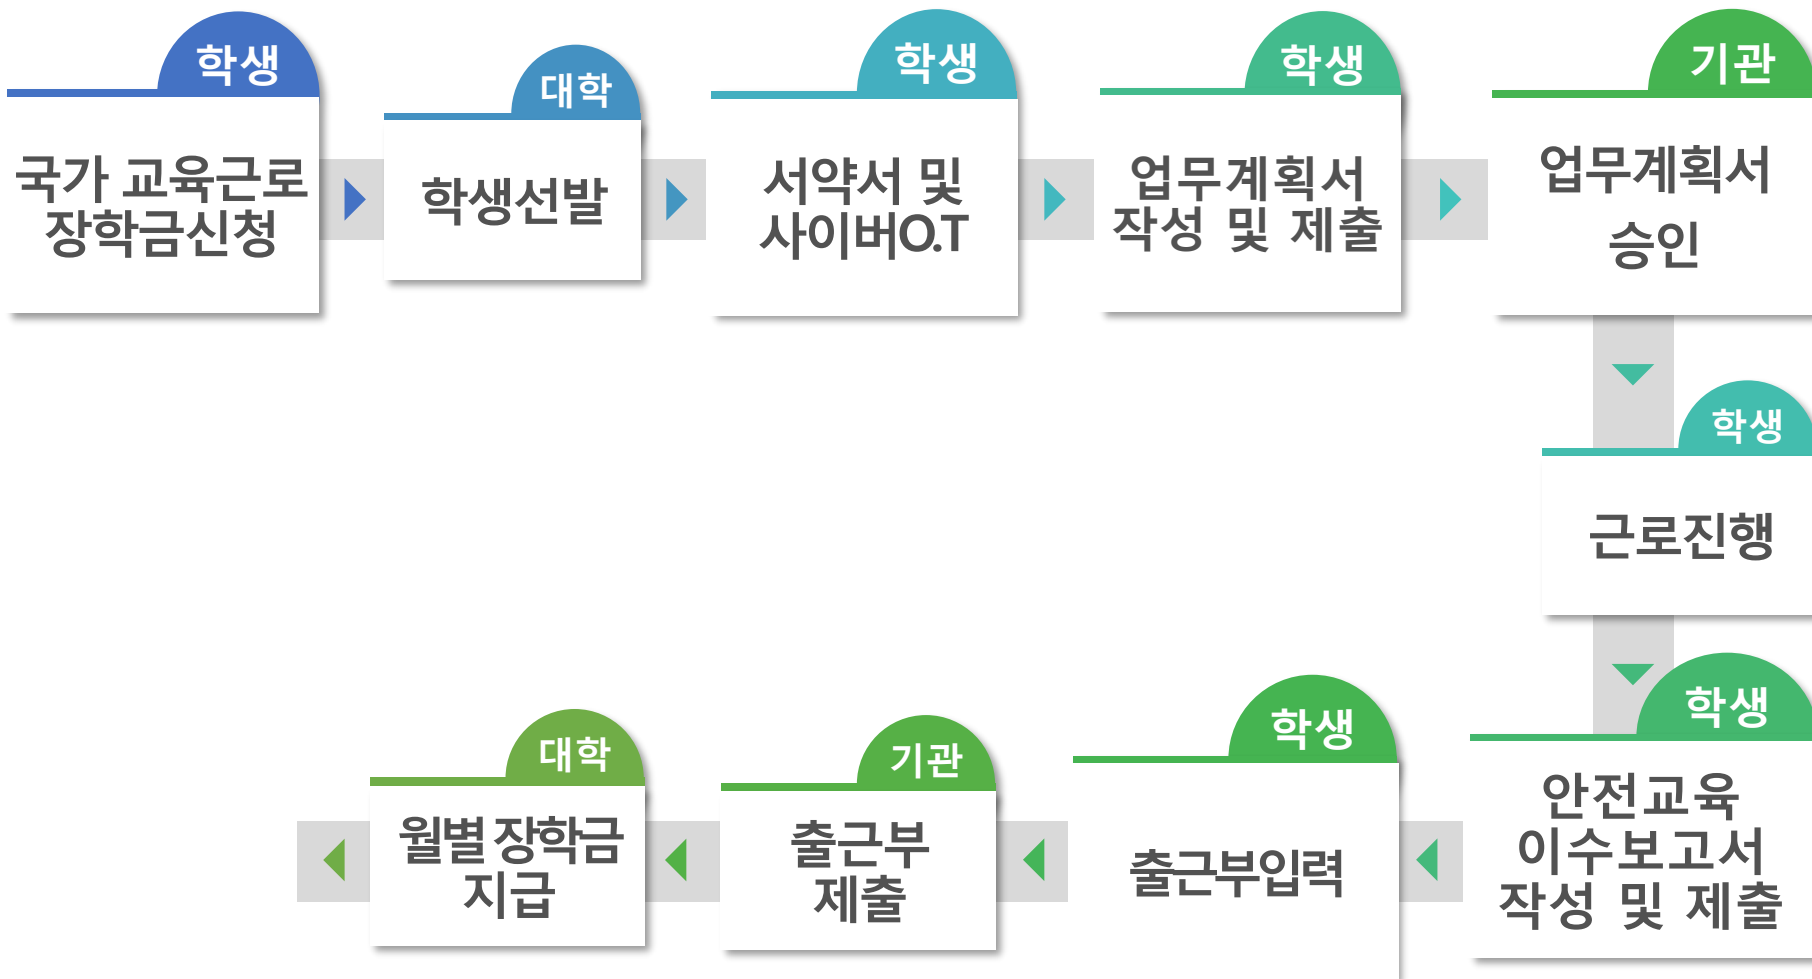 학생
국가 교육근로
장학금신청
대학
학생선발
학생
서약서 및
사이버O.T
학생
업무계획서
작성 및 제출
기관
업무계획서
승인
학생
근로진행
학생
안전교육
이수보고서
작성 및 제출
학생
출근부입력
기관
출근부
제출
대학
월별 장학금
지급